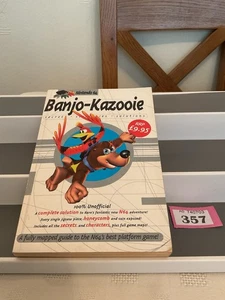 Banjo-Kazooie
RRP
£9.95
100% Unofficial
A complete solution to Rare's fantastic new N64 adventure!
Every single jigsaw piece, honeycomb and note exposed!
Includes all the secrets and characters, plus full game maps!
A fully mapped guide to the N64's best platform game!
357